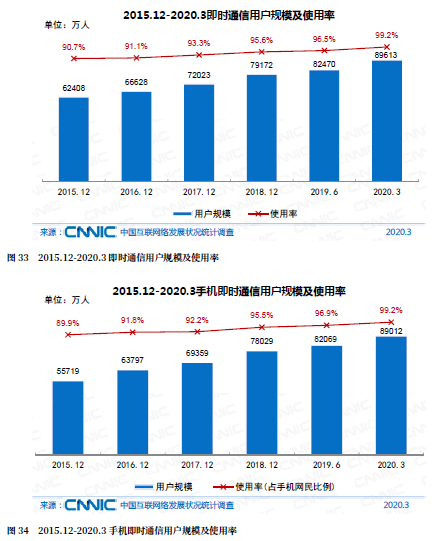 2015.12-2020.3即时通信用户规模及使用率
单位：万人
90.7% 91.1% 93.3% 95.6% 96.5% 99.2%
62408 66628 72023 79172 82470 89613
2015.12 2016.12 2017.12 2018.12 2019.6 2020.3
用户规模 使用率
来源：CNNIC 中国互联网络发展状况统计调查 2020.3
图 33 2015.12-2020.3 即时通信用户规模及使用率
2015.12-2020.3手机即时通信用户规模及使用率
单位：万人
89.9% 91.8% 92.2% 95.5% 96.9% 99.2%
55719 63797 69359 78029 82069 89012
2015.12 2016.12 2017.12 2018.12 2019.6 2020.3
用户规模 使用率(占手机网民比例)
来源：CNNIC 中国互联网络发展状况统计调查 2020.3
图 34 2015.12-2020.3 手机即时通信用户规模及使用率